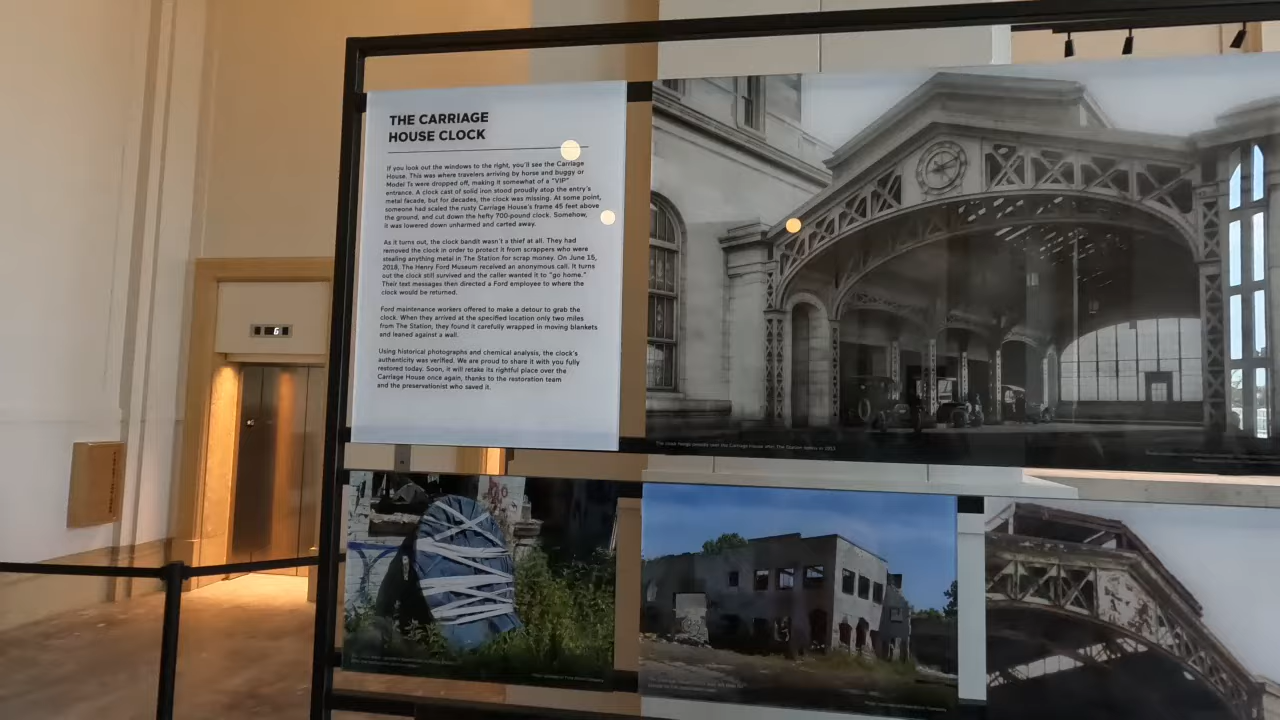 THE CARRIAGE
HOUSE CLOCK
If you look out the windows to the right, you'll see the Carriage
House. This was where travelers arriving by horse and buggy or
Model Ts were dropped off, making it somewhat of a "VIP"
entrance. A clock cast of solid iron stood proudly atop the entry's
metal facade, but for decades, the clock was missing. At some point,
someone had scaled the rusty Carriage House's frame 45 feet above
the ground, and cut down the hefty 700-pound clock. Somehow,
it was lowered down unharmed and carted away.
As it turns out, the clock bandit wasn't a thief at all. They had
removed the clock in order to protect it from scrappers who were
stealing anything metal in The Station for scrap money. On June 15,
2018, The Henry Ford Museum received an anonymous call. It turns
out the clock still survived and the caller wanted it to "go home."
Their text messages then directed a Ford employee to where the
clock would be returned.
Ford maintenance workers offered to make a detour to grab the
clock. When they arrived at the specified location only two miles
from The Station, they found it carefully wrapped in moving blankets
and leaned against a wall.
Using historical photographs and chemical analysis, the clock's
authenticity was verified. We are proud to share it with you fully
restored today. Soon, it will retake its rightful place over the
Carriage House once again, thanks to the restoration team
and the preservationist who saved it.
6